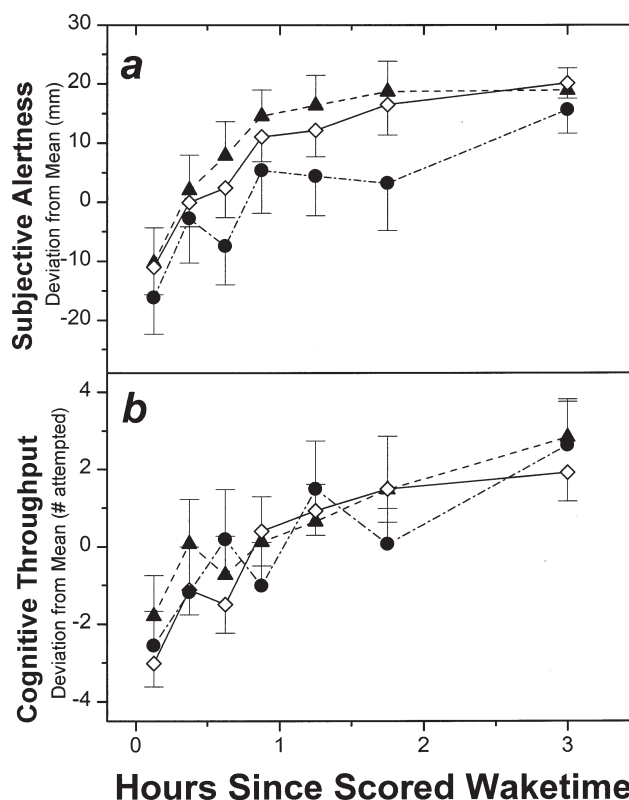 30
20
10
0
-10
-20
a
Subjective Alertness
Deviation from Mean (mm)
4
2
0
-2
-4
b
Cognitive Throughput
Deviation from Mean (# attempted)
0 1 2 3
Hours Since Scored Waketime